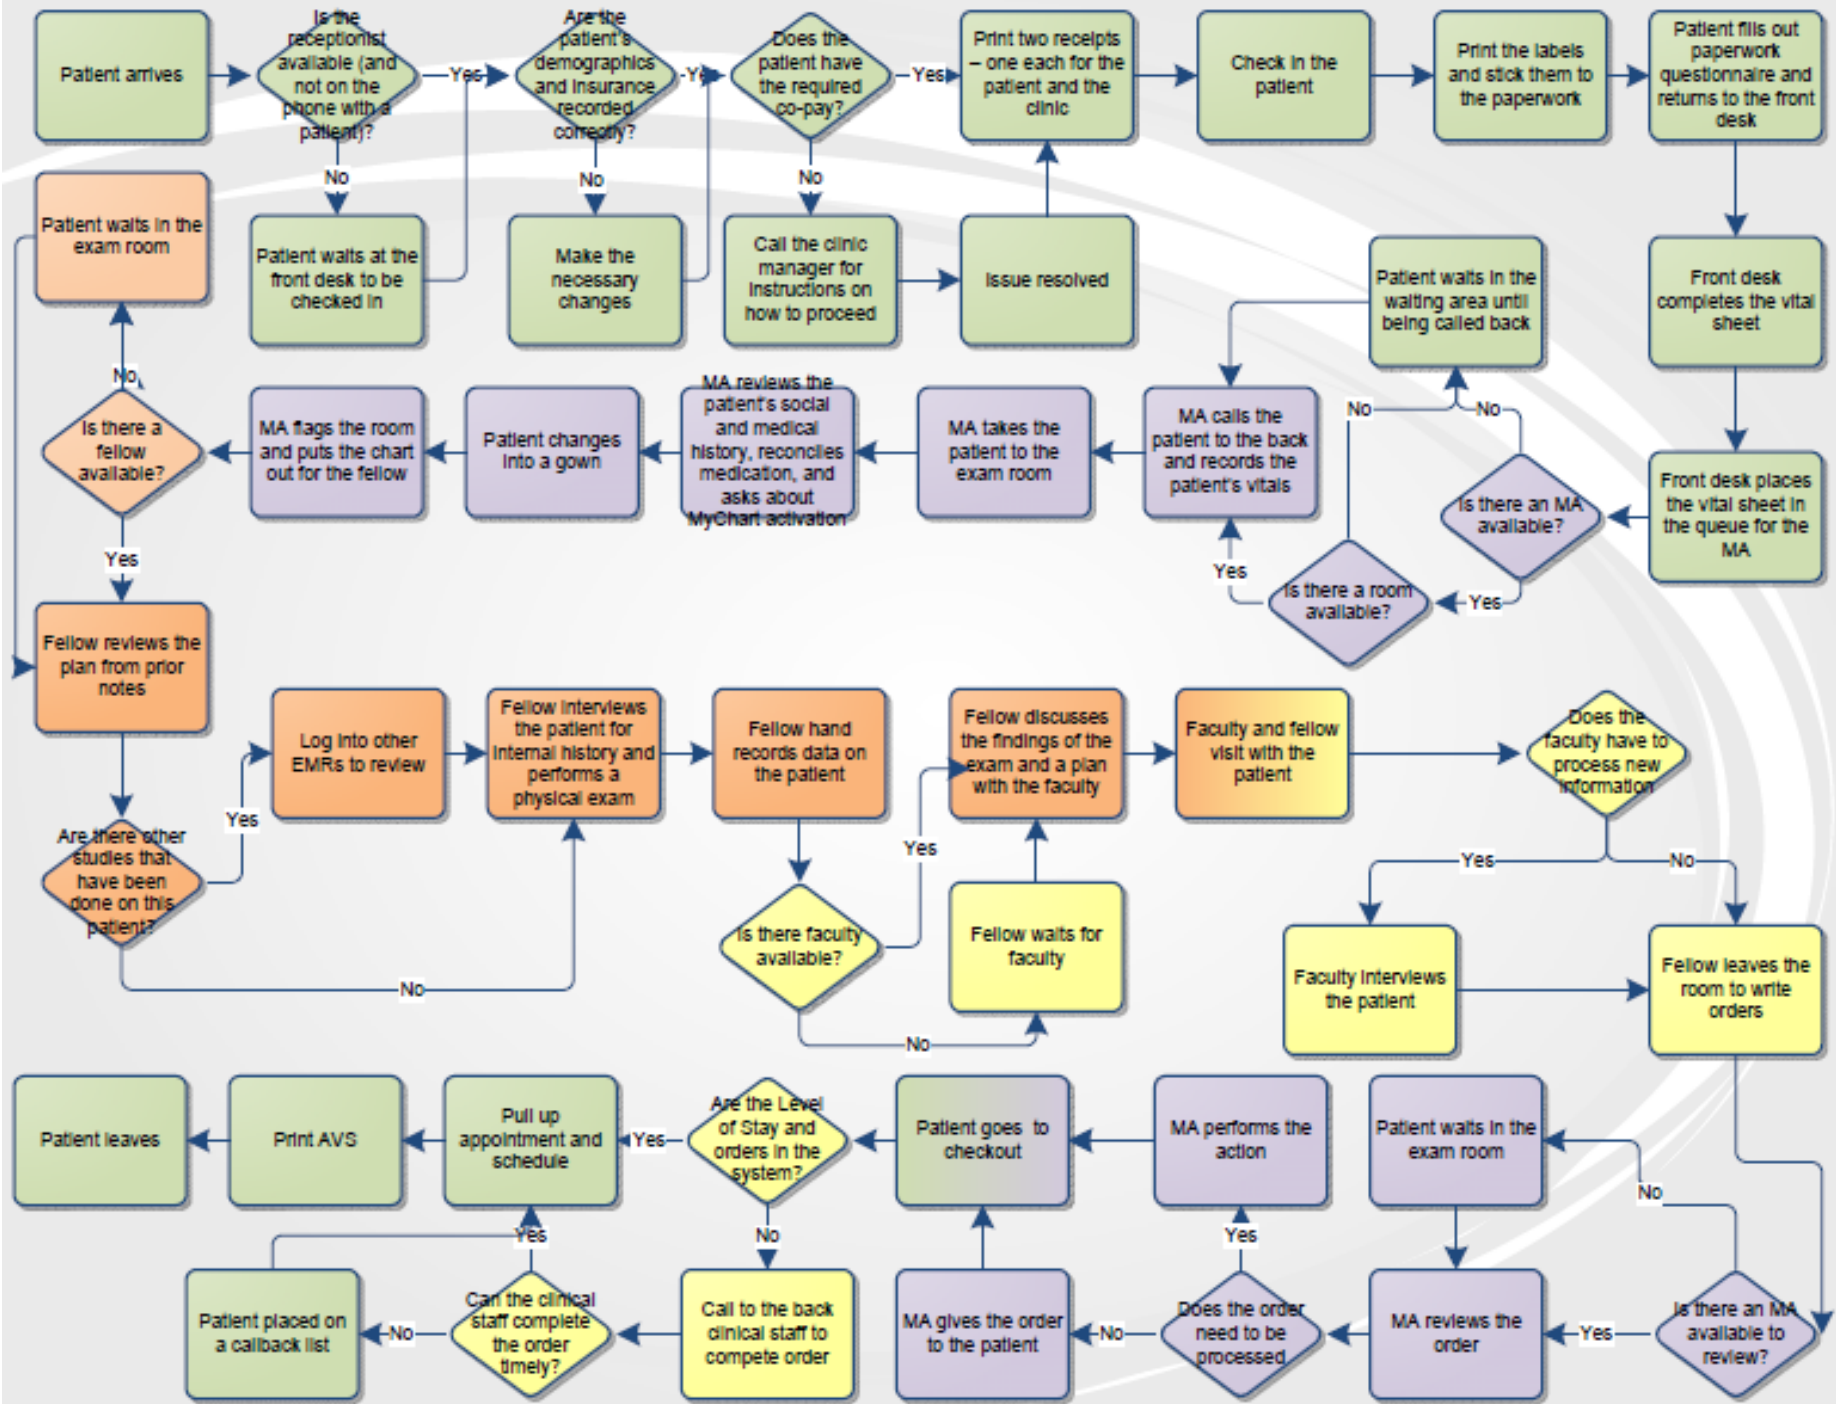 Patient arrives
Is the
receptionist
available (and
not on the
phone with a
patient)?
Yes
Are the
patient's
demographics
and insurance
recorded
correctly?
Yes
Does the
patient have
the required
co-pay?
Yes
Print two receipts
– one each for the
patient and the
clinic
Check in the
patient
Print the labels
and stick them to
the paperwork
Patient fills out
paperwork
questionnaire and
returns to the front
desk
No
No
No
Patient waits in the
exam room
Patient waits at the
front desk to be
checked in
Make the
necessary
changes
Call the clinic
manager for
instructions on
how to proceed
Issue resolved
Patient waits in the
waiting area until
being called back
Front desk
completes the vital
sheet
No
Is there a
fellow
available?
MA flags the room
and puts the chart
out for the fellow
Patient changes
into a gown
MA reviews the
patient's social
and medical
history, reconciles
medication, and
asks about
MyChart activation
MA takes the
patient to the
exam room
MA calls the
patient to the back
and records the
patient's vitals
No
No
Is there an MA
available?
Front desk places
the vital sheet in
the queue for the
MA
Yes
Yes
Is there a room
available?
Yes
Fellow reviews the
plan from prior
notes
Log into other
EMRs to review
Fellow interviews
the patient for
internal history and
performs a
physical exam
Fellow hand
records data on
the patient
Fellow discusses
the findings of the
exam and a plan
with the faculty
Faculty and fellow
visit with the
patient
Does the
faculty have to
process new
information
Yes
Yes
Yes
No
Are there other
studies that
have been
done on this
patient?
Is there faculty
available?
Fellow waits for
faculty
Faculty interviews
the patient
Fellow leaves the
room to write
orders
No
No
Patient leaves
Print AVS
Pull up
appointment and
schedule
Yes
Are the Level
of Stay and
orders in the
system?
Patient goes to
checkout
MA performs the
action
Patient waits in the
exam room
No
Yes
No
Yes
Patient placed on
a callback list
No
Can the clinical
staff complete
the order
timely?
Call to the back
clinical staff to
compete order
MA gives the order
to the patient
No
Does the order
need to be
processed
MA reviews the
order
Yes
Is there an MA
available to
review?